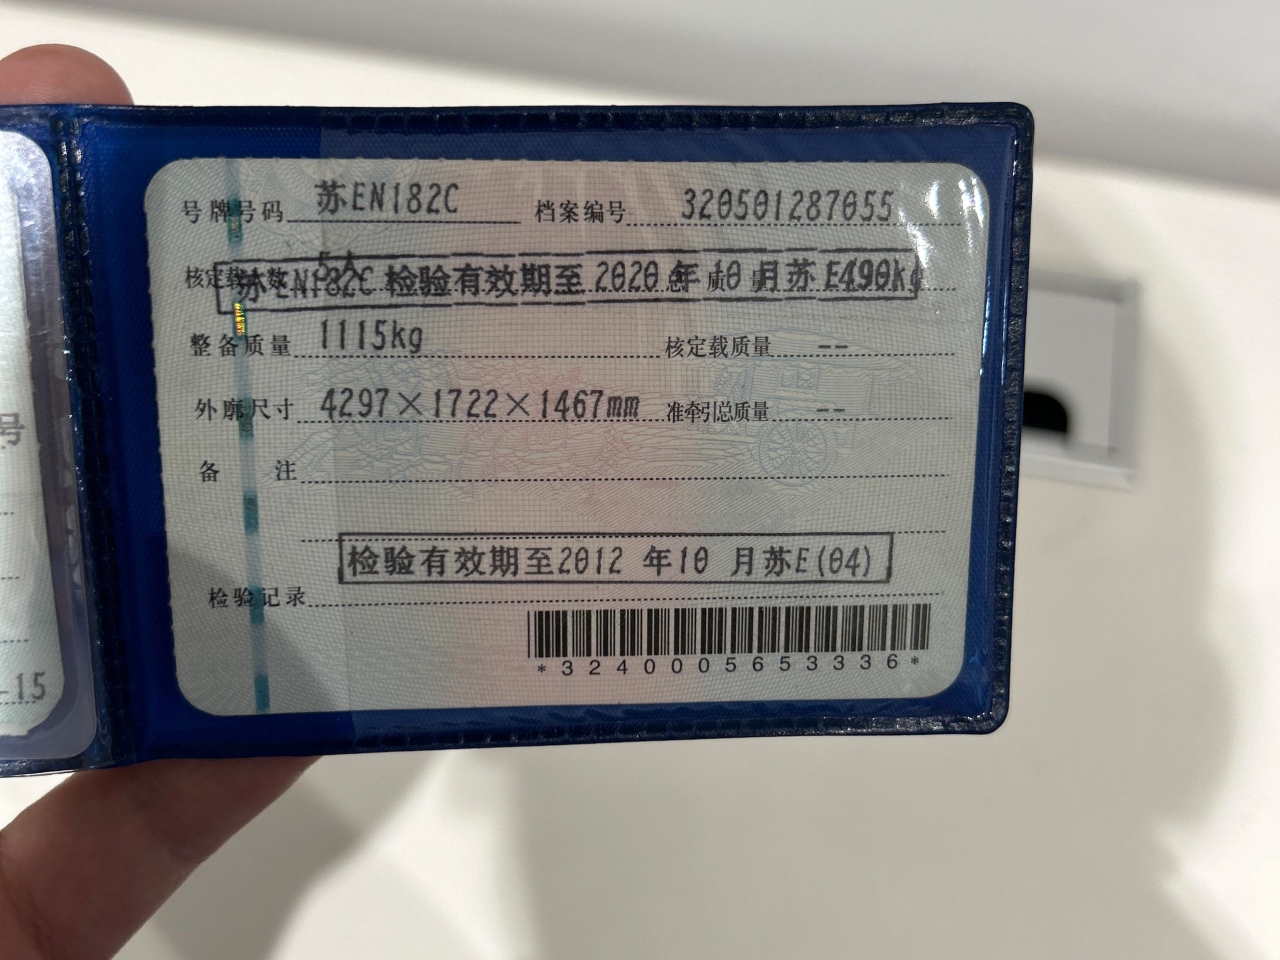 号牌号码 苏EN182C 档案编号 320501287055
核定载人数 5人 总质量
苏EN182C 检验有效期至 2020 年 10 月苏E
整备质量 1115kg 核定载质量 --
外廓尺寸 4297×1722×1467mm 准牵引总质量 --
备 注
检验有效期至2012 年10 月苏E(04)
检验记录
*3240005653336*
号
-15